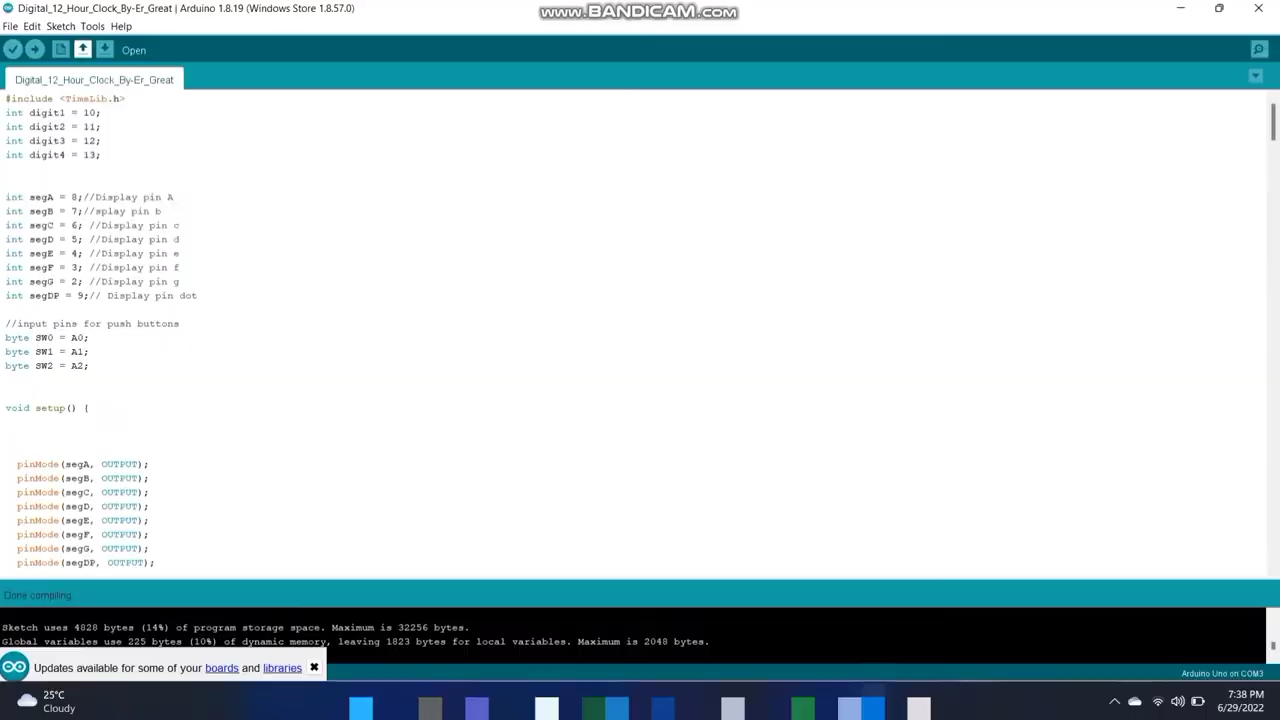 Digital_12_Hour_Clock_By-Er_Great | Arduino 1.8.19 (Windows Store 1.8.57.0)
www.BANDICAM.com
File Edit Sketch Tools Help
Open
Digital_12_Hour_Clock_By-Er_Great
#include <TimeLib.h>
int digit1 = 10;
int digit2 = 11;
int digit3 = 12;
int digit4 = 13;
int segA = 8;//Display pin A
int segB = 7;//splay pin b
int segC = 6; //Display pin c
int segD = 5; //Display pin d
int segE = 4; //Display pin e
int segF = 3; //Display pin f
int segG = 2; //Display pin g
int segDP = 9;// Display pin dot
//input pins for push buttons
byte SW0 = A0;
byte SW1 = A1;
byte SW2 = A2;
void setup() {
pinMode(segA, OUTPUT);
pinMode(segB, OUTPUT);
pinMode(segC, OUTPUT);
pinMode(segD, OUTPUT);
pinMode(segE, OUTPUT);
pinMode(segF, OUTPUT);
pinMode(segG, OUTPUT);
pinMode(segDP, OUTPUT);
Done compiling.
Sketch uses 4828 bytes (14%) of program storage space. Maximum is 32256 bytes.
Global variables use 225 bytes (10%) of dynamic memory, leaving 1823 bytes for local variables. Maximum is 2048 bytes.
Updates available for some of your boards and libraries
Arduino Uno on COM3
25°C
Cloudy
7:38 PM
6/29/2022